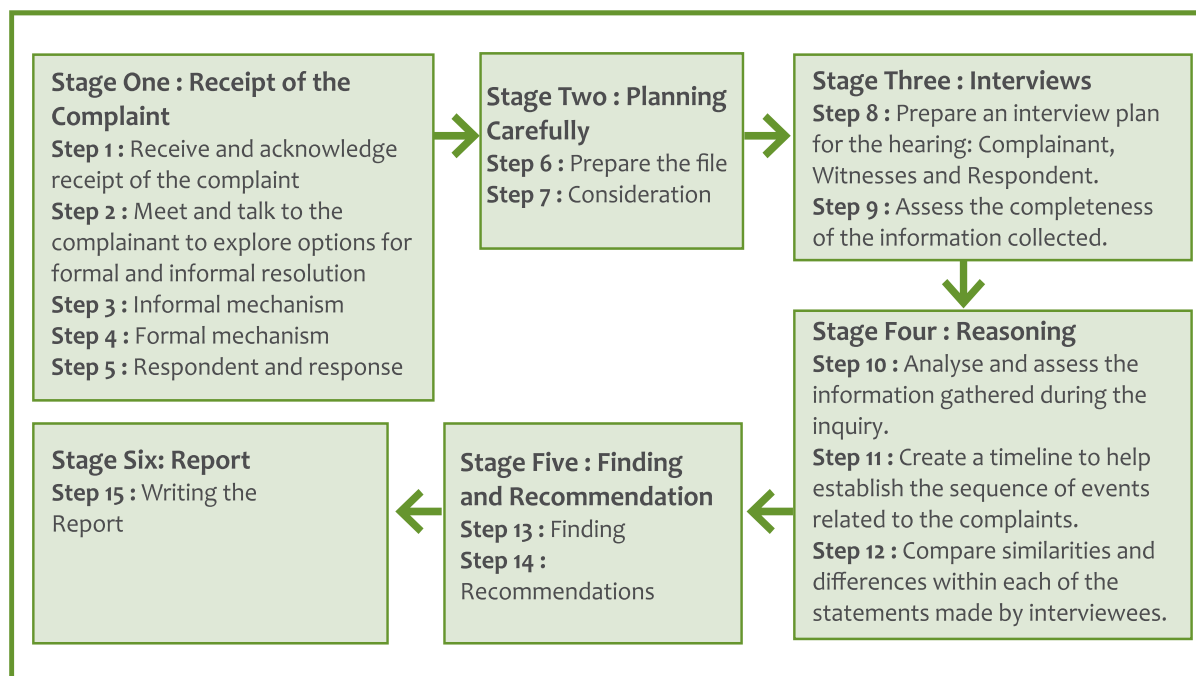 Stage One : Receipt of the
Complaint
Step 1 : Receive and acknowledge
receipt of the complaint
Step 2 : Meet and talk to the
complainant to explore options for
formal and informal resolution
Step 3 : Informal mechanism
Step 4 : Formal mechanism
Step 5 : Respondent and response
Stage Two : Planning
Carefully
Step 6 : Prepare the file
Step 7 : Consideration
Stage Three : Interviews
Step 8 : Prepare an interview plan
for the hearing: Complainant,
Witnesses and Respondent.
Step 9 : Assess the completeness
of the information collected.
Stage Four : Reasoning
Step 10 : Analyse and assess the
information gathered during the
inquiry.
Step 11 : Create a timeline to help
establish the sequence of events
related to the complaints.
Step 12 : Compare similarities and
differences within each of the
statements made by interviewees.
Stage Five : Finding
and Recommendation
Step 13 : Finding
Step 14 :
Recommendations
Stage Six: Report
Step 15 : Writing the
Report